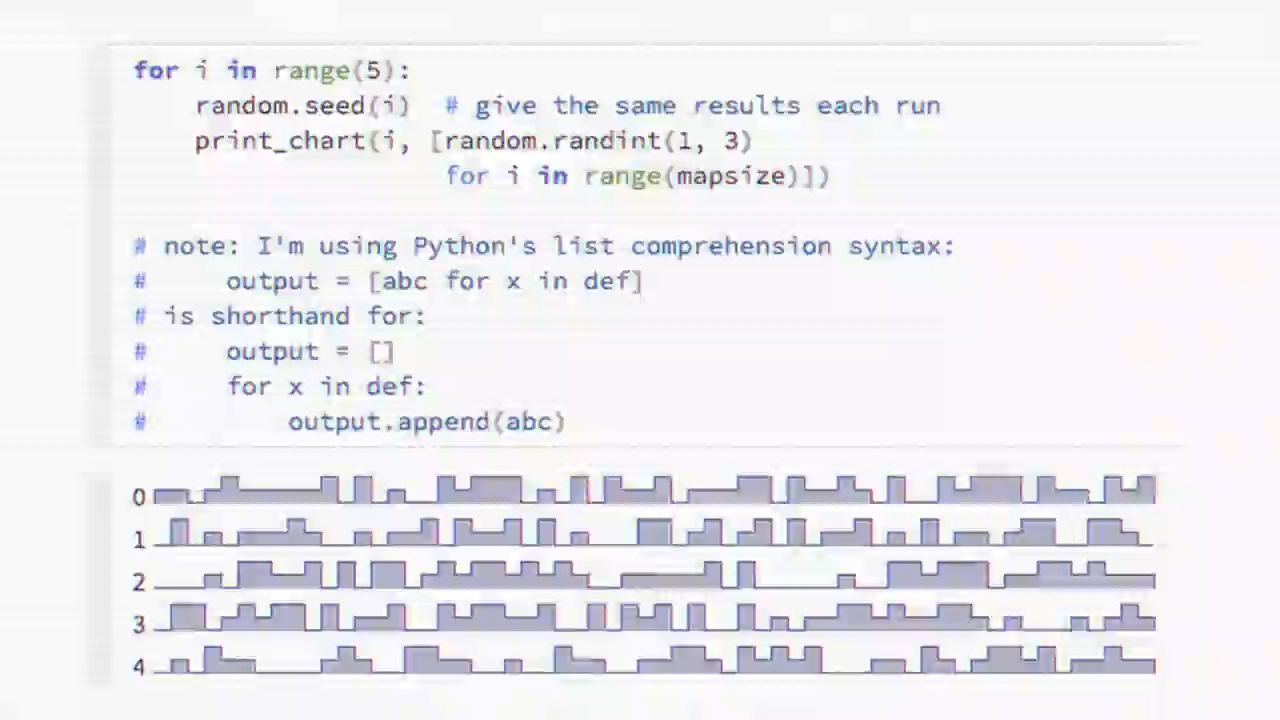 for i in range(5):
    random.seed(i)  # give the same results each run
    print_chart(i, [random.randint(1, 3)
                    for i in range(mapsize)])

# note: I'm using Python's list comprehension syntax:
#     output = [abc for x in def]
# is shorthand for:
#     output = []
#     for x in def:
#         output.append(abc)
0
1
2
3
4